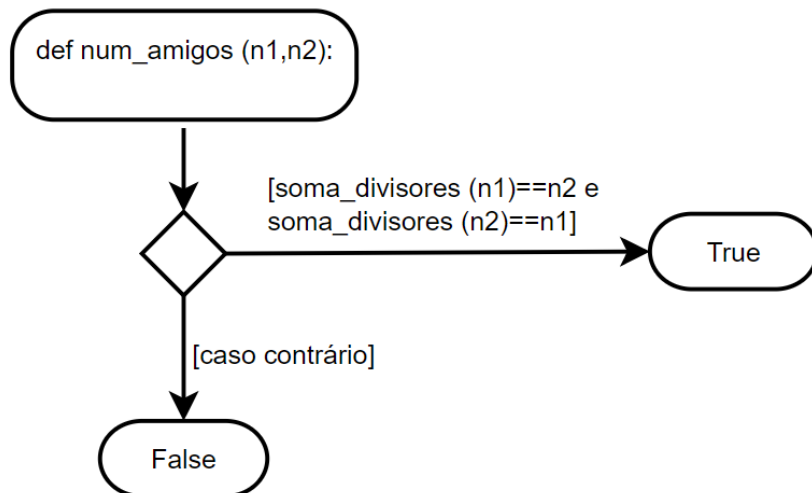 def num_amigos (n1,n2):
[soma_divisores (n1)==n2 e
soma_divisores (n2)==n1]
True
[caso contrário]
False